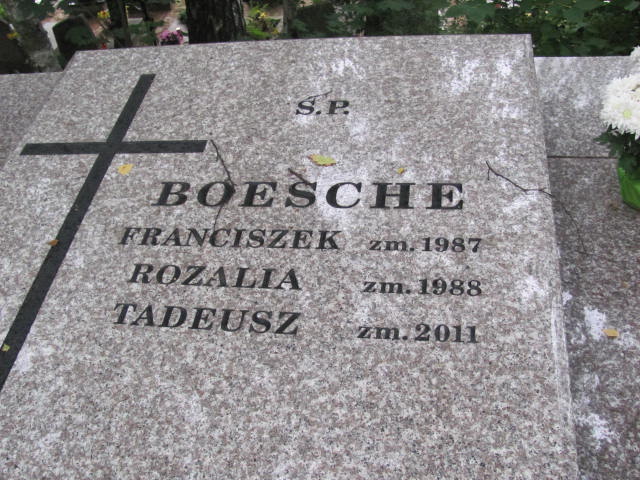 Ś.P.
BOESCHE
FRANCISZEK zm.1987
ROZALIA zm.1988
TADEUSZ zm.2011